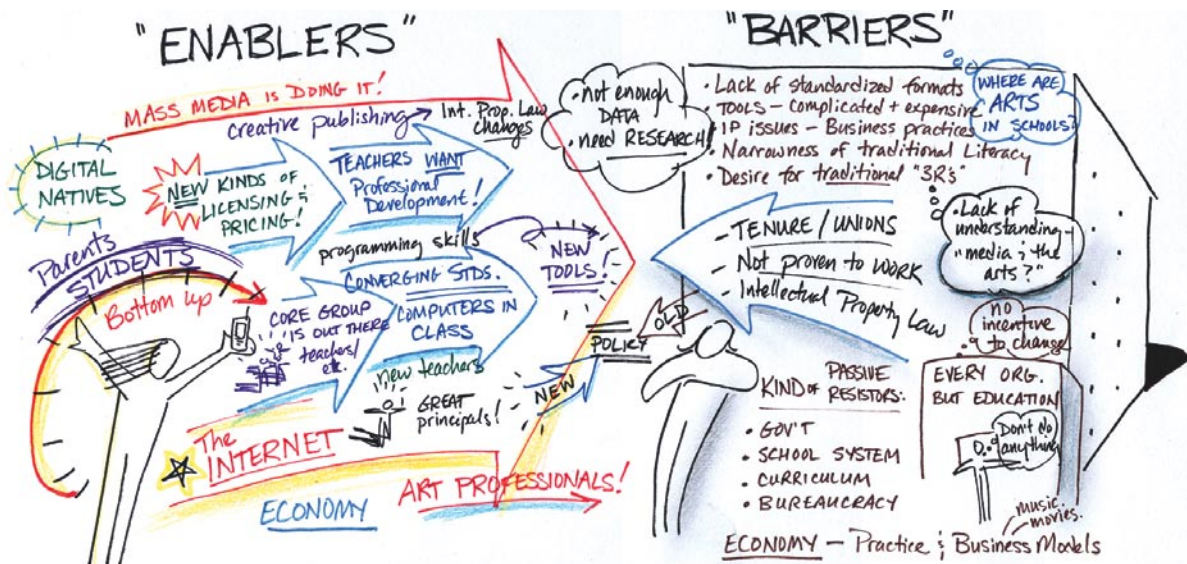 "ENABLERS"
MASS MEDIA IS DOING IT!
creative publishing
Int. Prop. Law
changes
DIGITAL
NATIVES
NEW KINDS OF
LICENSING &
PRICING!
TEACHERS WANT
Professional
Development!
Parents
STUDENTS
Bottom up
programming skills
NEW
TOOLS!
CONVERGING STDS.
COMPUTERS IN
CLASS
CORE GROUP
IS OUT THERE
teachers/
etc.
new teachers
GREAT
principals!
NEW
POLICY
OLD
The
INTERNET
ECONOMY
ART PROFESSIONALS!
"BARRIERS"
• not enough
DATA
• need RESEARCH!
• Lack of standardized formats
• TOOLS – Complicated + expensive
• IP issues – Business practices
• Narrowness of traditional Literacy
• Desire for traditional "3R's"
WHERE ARE
ARTS
IN SCHOOLS?
– TENURE / UNIONS
– Not proven to WORK
– Intellectual Property Law
• Lack of
understanding –
"media & the
arts?"
no
incentive
to change
KIND OF PASSIVE
RESISTORS:
• GOV'T
• SCHOOL SYSTEM
• CURRICULUM
• BUREAUCRACY
EVERY ORG.
BUT EDUCATION
Don't do
anything
music
movies.
ECONOMY – Practice & Business Models